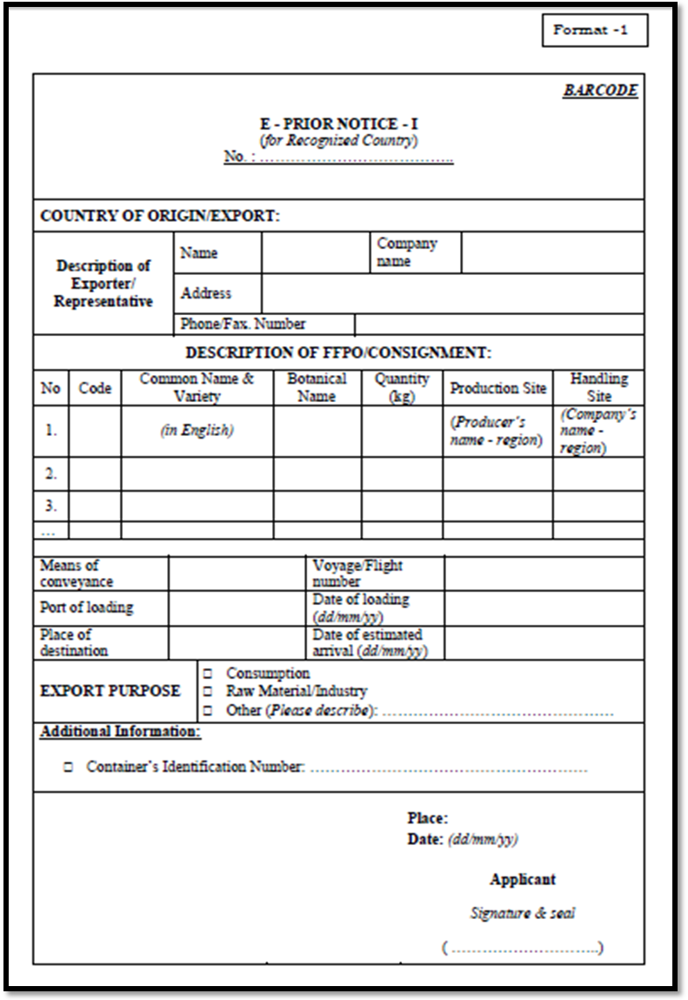 Format -1
BARCODE
E - PRIOR NOTICE - I
(for Recognized Country)
No. : ………………………………..
COUNTRY OF ORIGIN/EXPORT:
Description of
Exporter/
Representative
Name
Company
name
Address
Phone/Fax. Number
DESCRIPTION OF FFPO/CONSIGNMENT:
No
Code
Common Name &
Variety
Botanical
Name
Quantity
(kg)
Production Site
Handling
Site
1.
(in English)
(Producer's
name - region)
(Company's
name -
region)
2.
3.
…
Means of
conveyance
Voyage/Flight
number
Port of loading
Date of loading
(dd/mm/yy)
Place of
destination
Date of estimated
arrival (dd/mm/yy)
EXPORT PURPOSE
□ Consumption
□ Raw Material/Industry
□ Other (Please describe): ………………………………………
Additional Information:
□ Container's Identification Number: ………………………………………………
Place:
Date: (dd/mm/yy)
Applicant
Signature & seal
( ………………………..)